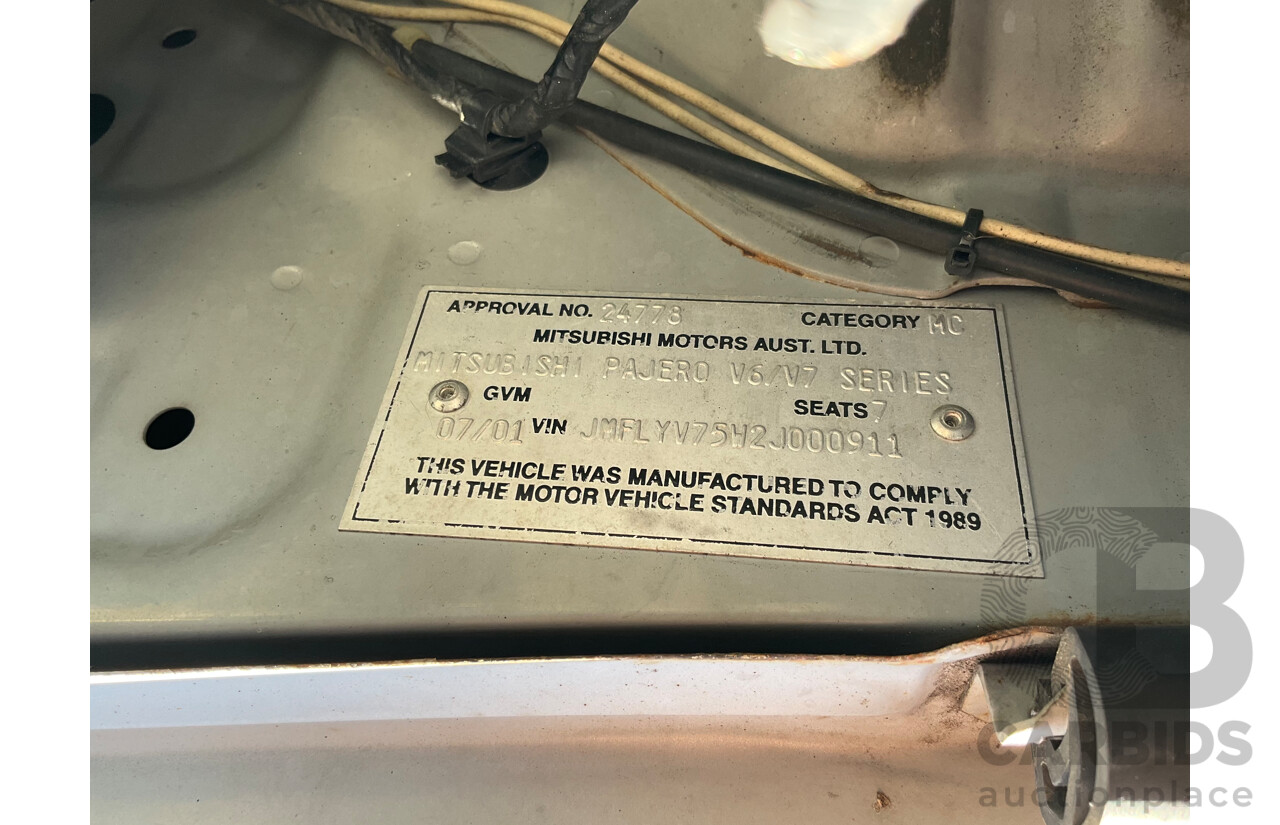 APPROVAL NO. 24778 CATEGORY MC
MITSUBISHI MOTORS AUST. LTD.
MITSUBISHI PAJERO V6/V7 SERIES
GVM SEATS 7
07/01 VIN JMFLYV75W2J000911
THIS VEHICLE WAS MANUFACTURED TO COMPLY
WITH THE MOTOR VEHICLE STANDARDS ACT 1989
CARBIDS
auctionplace